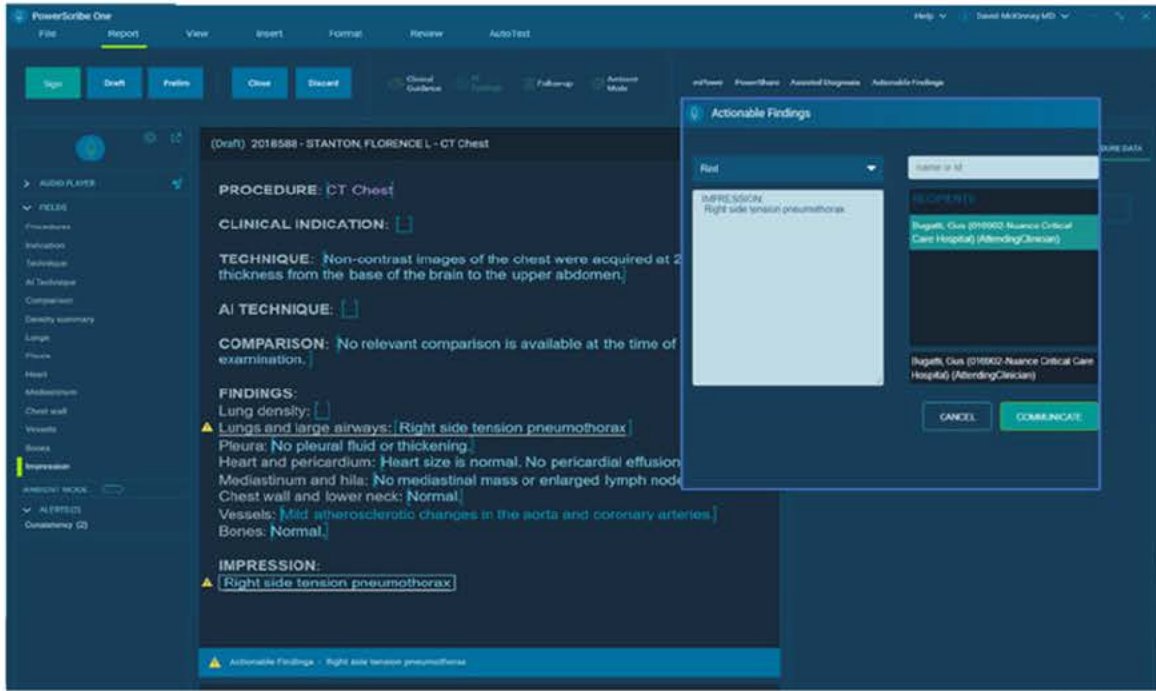 PowerScribe One
Help
David McKinney MD
File
Report
View
Insert
Format
Review
AutoText
Sign
Draft
Prelim
Close
Discard
Clinical Guidance
Follow-up
Ambient Mode
mPower
PowerShare
Assisted Diagnosis
Actionable Findings
(Draft) 2018588 - STANTON, FLORENCE L - CT Chest
AUDIO PLAYER
FIELDS
Procedures
Indication
Technique
AI Technique
Comparison
Density summary
Lungs
Pleura
Heart
Mediastinum
Chest wall
Vessels
Bones
Impression
AMBIENT MODE
ALERTS (2)
Consistency (2)
PROCEDURE: [CT Chest]
CLINICAL INDICATION: [ ]
TECHNIQUE: [Non-contrast images of the chest were acquired at 2
thickness from the base of the brain to the upper abdomen.]
AI TECHNIQUE: [ ]
COMPARISON: [No relevant comparison is available at the time of
examination.]
FINDINGS:
Lung density: [ ]
Lungs and large airways: [Right side tension pneumothorax]
Pleura: [No pleural fluid or thickening.]
Heart and pericardium: [Heart size is normal. No pericardial effusion
Mediastinum and hila: [No mediastinal mass or enlarged lymph node
Chest wall and lower neck: [Normal.]
Vessels: [Mild atherosclerotic changes in the aorta and coronary arteries.]
Bones: [Normal.]
IMPRESSION:
[Right side tension pneumothorax]
Actionable Findings - Right side tension pneumothorax
Actionable Findings
Red
name or id
IMPRESSION:
Right side tension pneumothorax
RECIPIENTS
Bugatti, Gus (016902-Nuance Critical
Care Hospital) (AttendingClinician)
Bugatti, Gus (016902-Nuance Critical Care
Hospital) (AttendingClinician)
CANCEL
COMMUNICATE
URE DATA